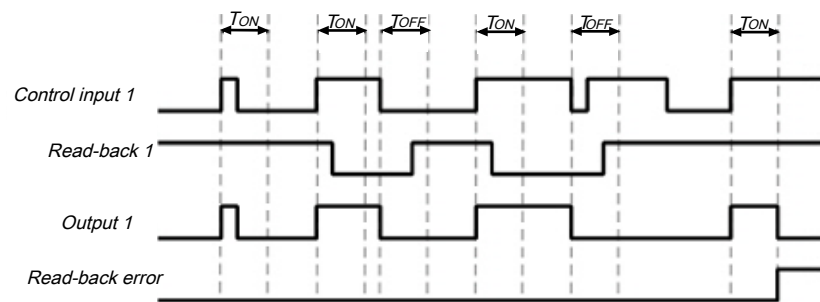 TON TON TOFF TON TOFF TON
Control input 1
Read-back 1
Output 1
Read-back error